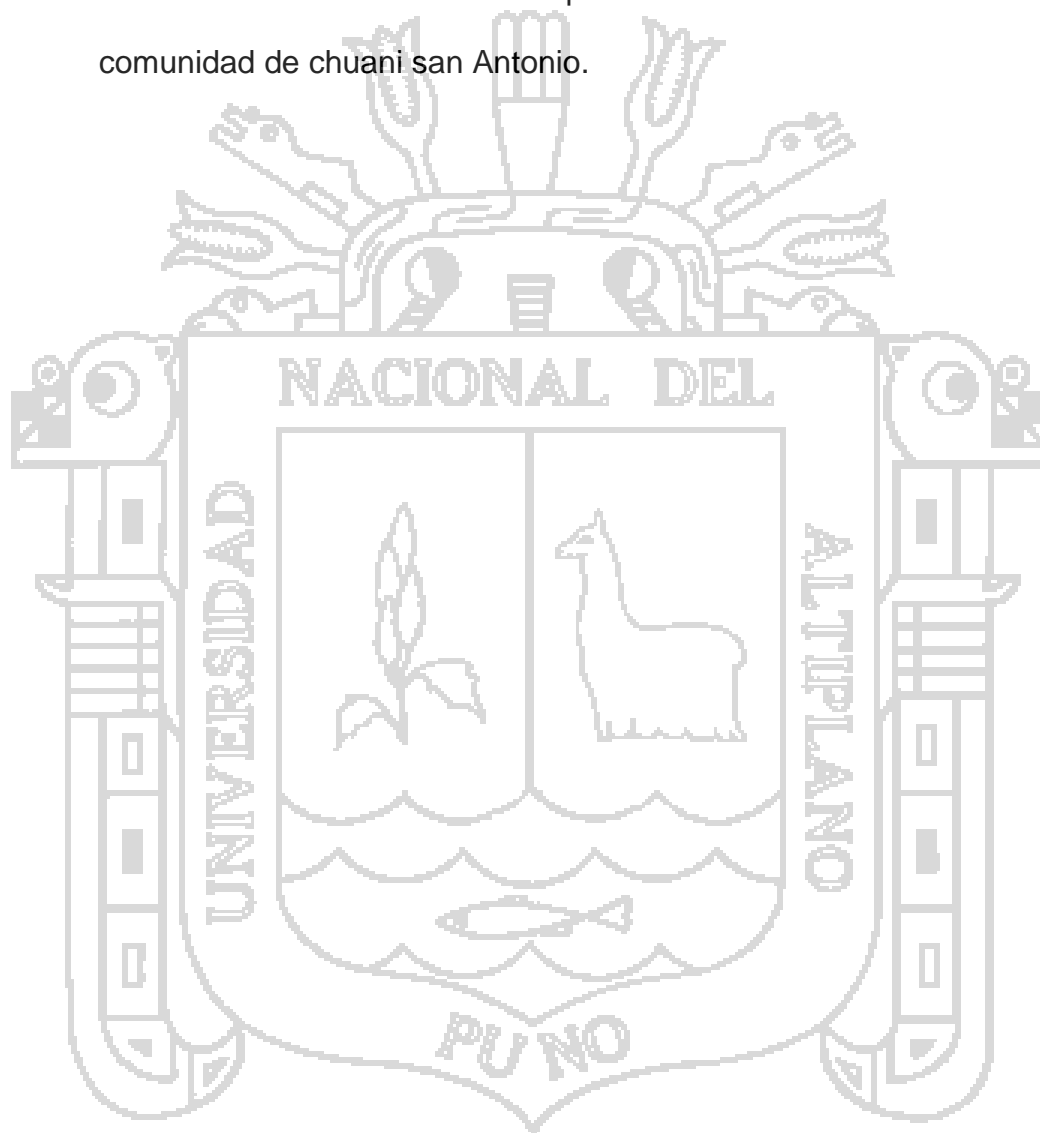 comunidad de chuani san Antonio.
NACIONAL DEL
UNIVERSIDAD
ALTIPLANO
PUNO